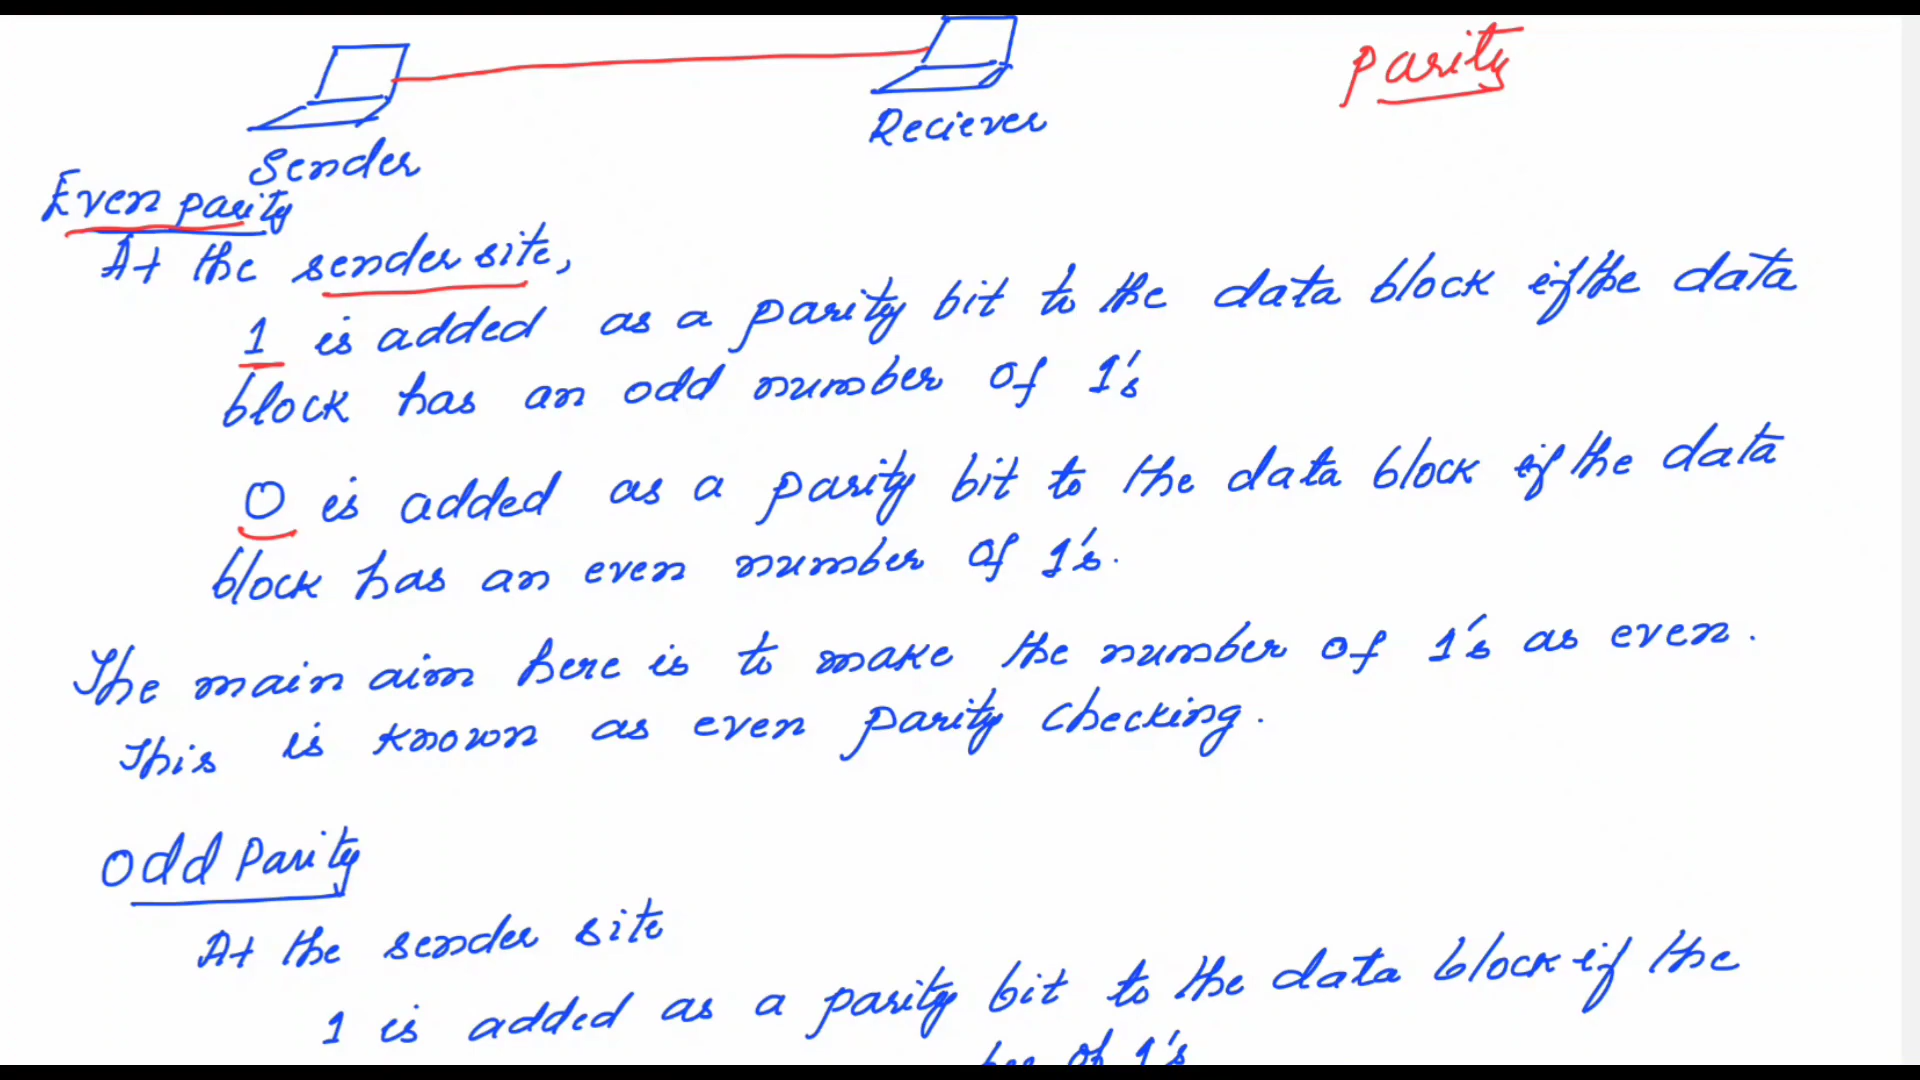 parity
Reciever
Sender
Even parity
At the sender site,
1 is added as a parity bit to the data block if the data
block has an odd number of 1's
0 is added as a parity bit to the data block if the data
block has an even number of 1's.
The main aim here is to make the number of 1's as even.
This is known as even parity checking.
Odd Parity
At the sender site
1 is added as a parity bit to the data block if the
of 1's